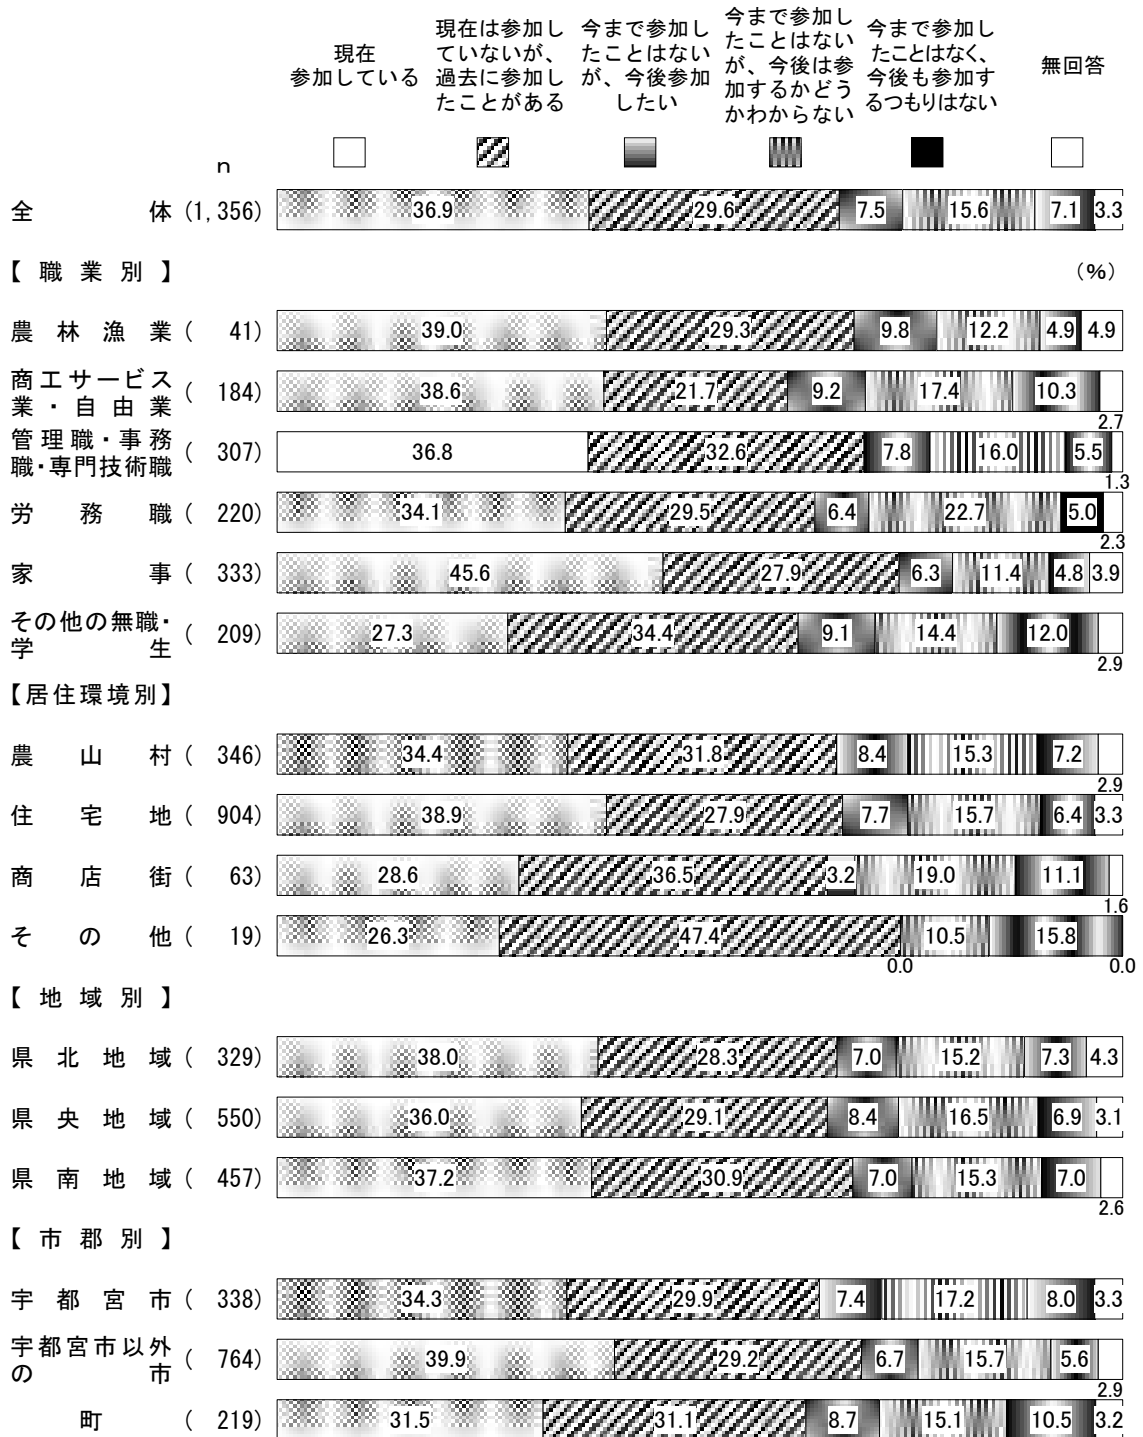 現在
参加している
現在は参加し
ていないが、
過去に参加し
たことがある
今まで参加し
たことはない
が、今後参加
したい
今まで参加し
たことはない
が、今後は参
加するかどう
かわからない
今まで参加し
たことはなく、
今後も参加す
るつもりはない
無回答
n
全体 (1,356) 36.9 29.6 7.5 15.6 7.1 3.3
【職業別】 (%)
農林漁業 ( 41) 39.0 29.3 9.8 12.2 4.9 4.9
商工サービス
業・自由業 ( 184) 38.6 21.7 9.2 17.4 10.3 2.7
管理職・事務
職・専門技術職 ( 307) 36.8 32.6 7.8 16.0 5.5 1.3
労務職 ( 220) 34.1 29.5 6.4 22.7 5.0 2.3
家事 ( 333) 45.6 27.9 6.3 11.4 4.8 3.9
その他の無職・
学生 ( 209) 27.3 34.4 9.1 14.4 12.0 2.9
【居住環境別】
農山村 ( 346) 34.4 31.8 8.4 15.3 7.2 2.9
住宅地 ( 904) 38.9 27.9 7.7 15.7 6.4 3.3
商店街 ( 63) 28.6 36.5 3.2 19.0 11.1 1.6
その他 ( 19) 26.3 47.4 0.0 10.5 15.8 0.0
【地域別】
県北地域 ( 329) 38.0 28.3 7.0 15.2 7.3 4.3
県央地域 ( 550) 36.0 29.1 8.4 16.5 6.9 3.1
県南地域 ( 457) 37.2 30.9 7.0 15.3 7.0 2.6
【市郡別】
宇都宮市 ( 338) 34.3 29.9 7.4 17.2 8.0 3.3
宇都宮市以外
の市 ( 764) 39.9 29.2 6.7 15.7 5.6 2.9
町 ( 219) 31.5 31.1 8.7 15.1 10.5 3.2